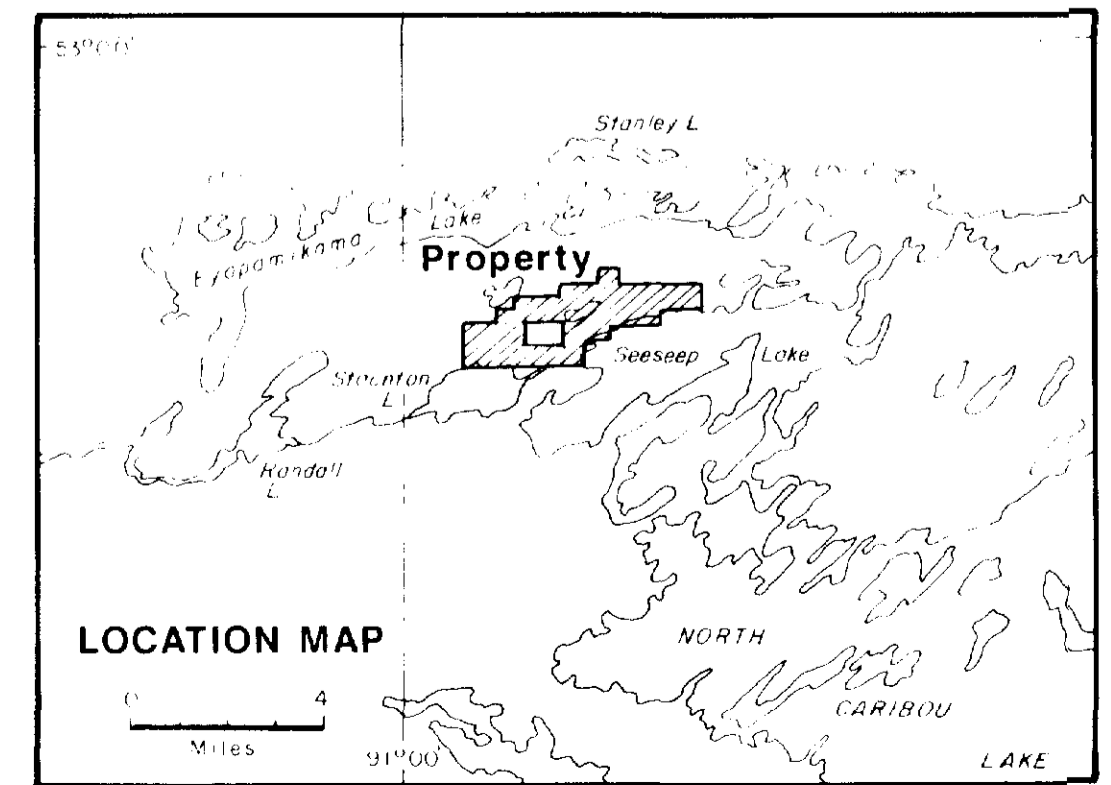 53°00'
Stanley L
Eyapamikama Lake
Property
Seeseep Lake
Staunton
L
Randall
L
LOCATION MAP
0 4
Miles
91°00'
NORTH
CARIBOU
LAKE